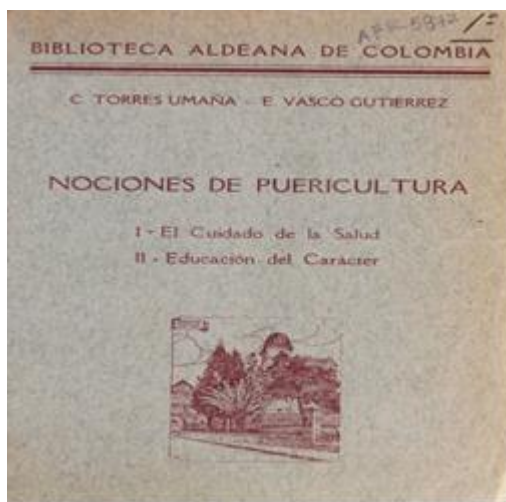 BIBLIOTECA ALDEANA DE COLOMBIA
C. TORRES UMAÑA - E. VASCO GUTIERREZ
NOCIONES DE PUERICULTURA
I - El Cuidado de la Salud
II - Educación del Carácter